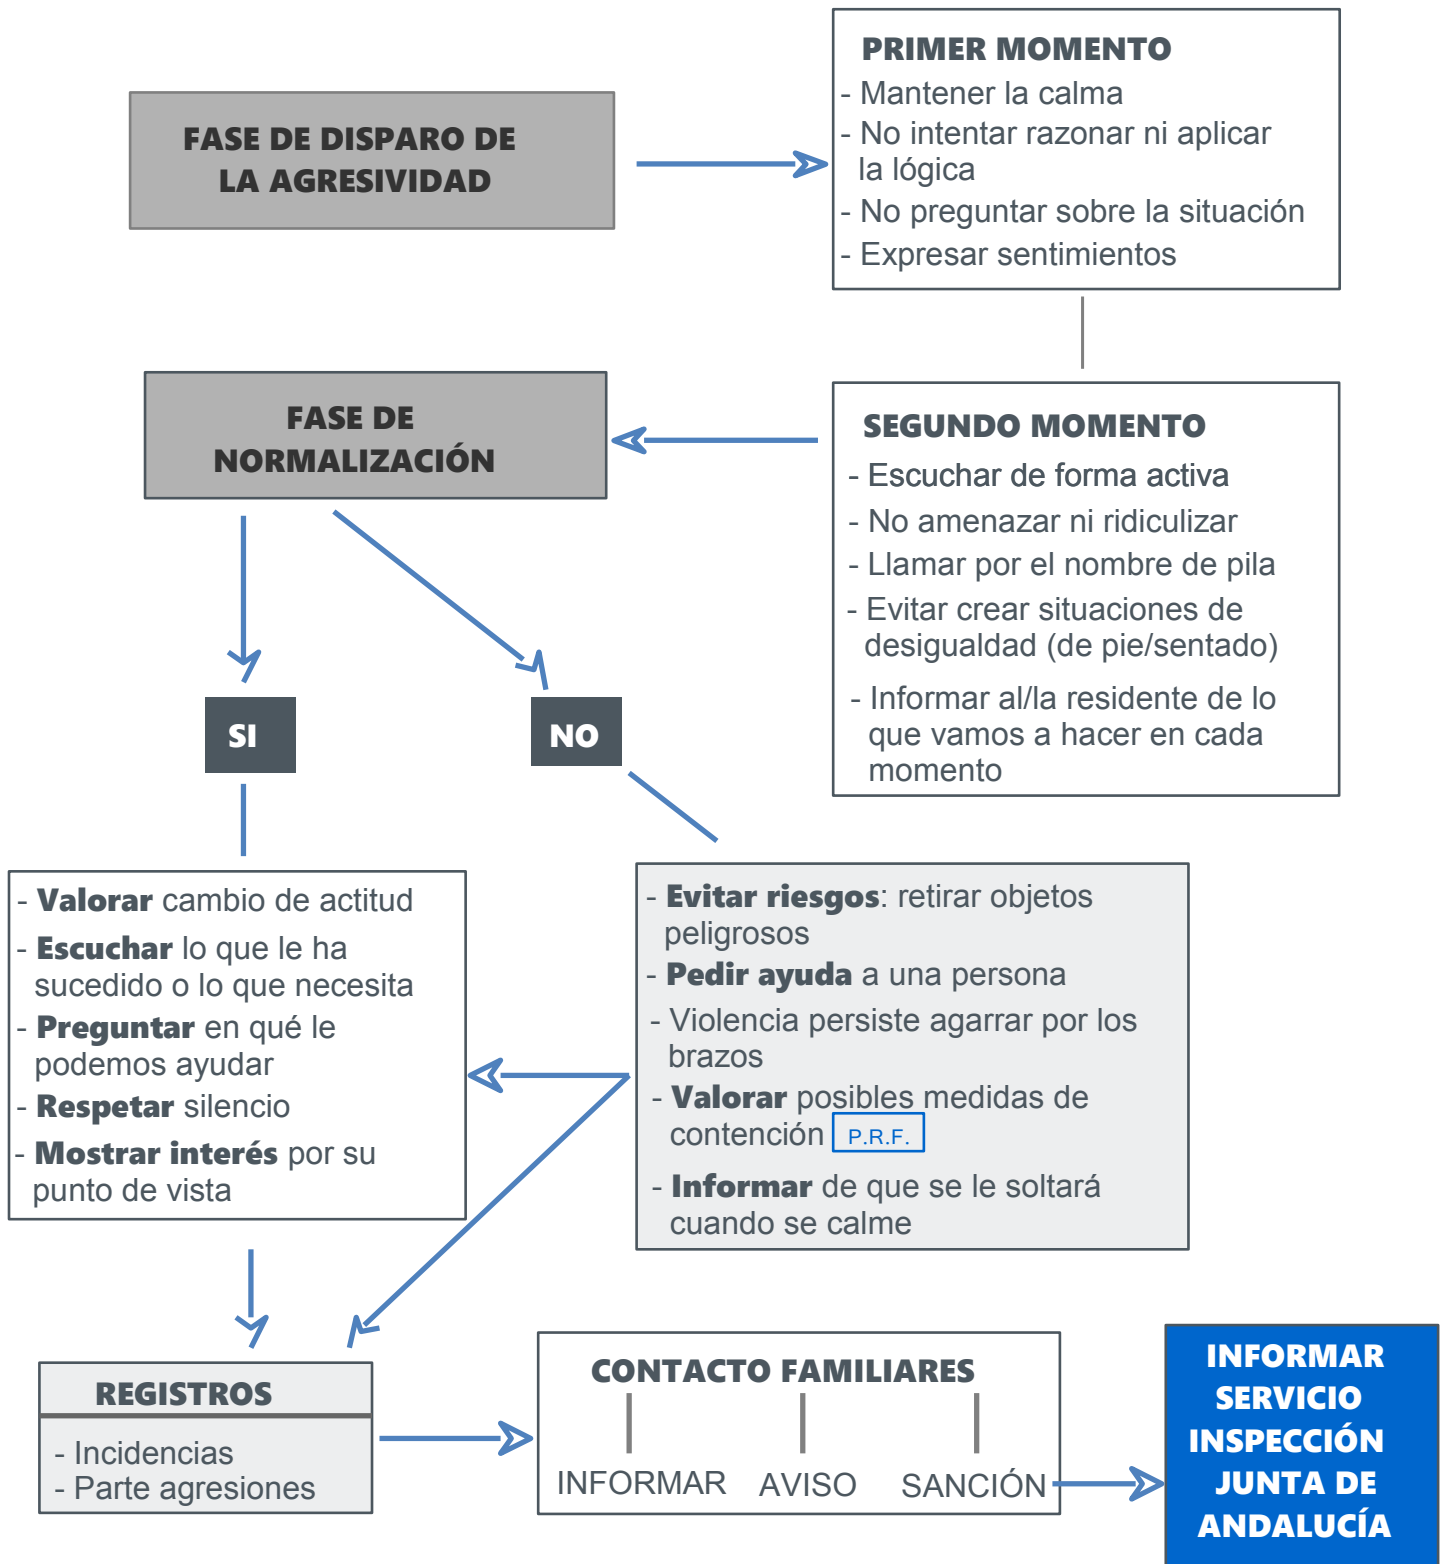 FASE DE DISPARO DE
LA AGRESIVIDAD
PRIMER MOMENTO
- Mantener la calma
- No intentar razonar ni aplicar
la lógica
- No preguntar sobre la situación
- Expresar sentimientos
SEGUNDO MOMENTO
- Escuchar de forma activa
- No amenazar ni ridiculizar
- Llamar por el nombre de pila
- Evitar crear situaciones de
desigualdad (de pie/sentado)
- Informar al/la residente de lo
que vamos a hacer en cada
momento
FASE DE
NORMALIZACIÓN
SI
NO
- Valorar cambio de actitud
- Escuchar lo que le ha
sucedido o lo que necesita
- Preguntar en qué le
podemos ayudar
- Respetar silencio
- Mostrar interés por su
punto de vista
- Evitar riesgos: retirar objetos
peligrosos
- Pedir ayuda a una persona
- Violencia persiste agarrar por los
brazos
- Valorar posibles medidas de
contención P.R.F.
- Informar de que se le soltará
cuando se calme
REGISTROS
- Incidencias
- Parte agresiones
CONTACTO FAMILIARES
INFORMAR AVISO SANCIÓN
INFORMAR
SERVICIO
INSPECCIÓN
JUNTA DE
ANDALUCÍA